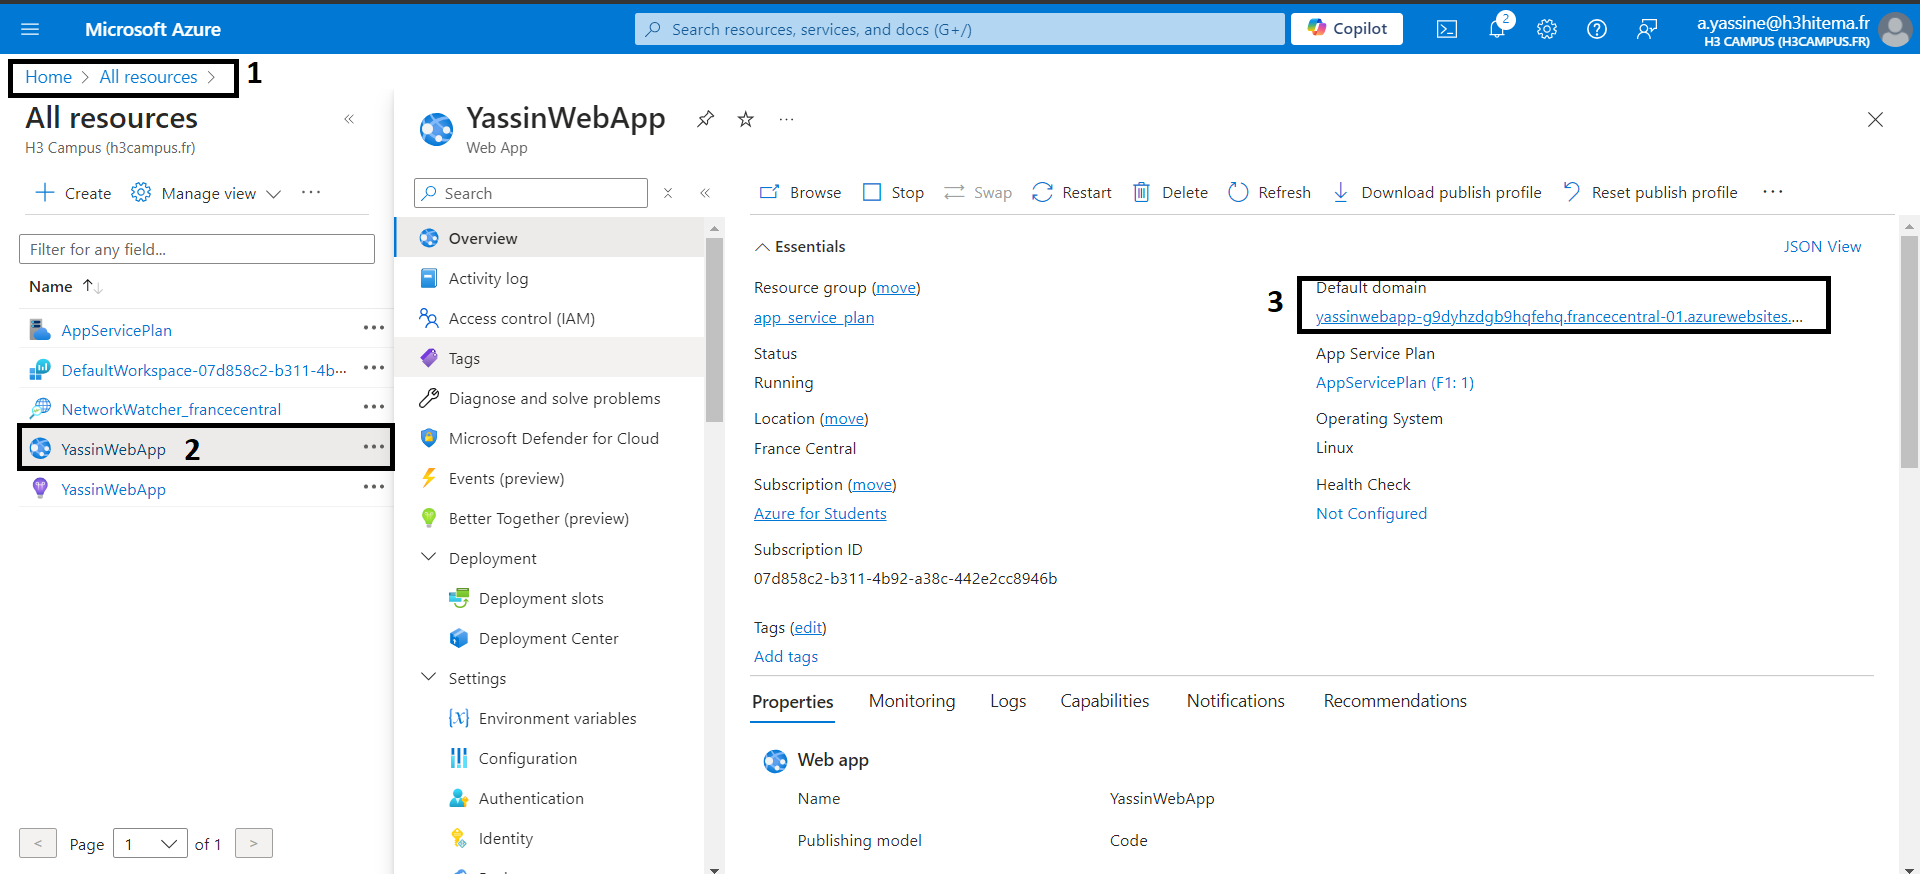 Microsoft Azure
Search resources, services, and docs (G+/)
Copilot
2
a.yassine@h3hitema.fr
H3 CAMPUS (H3CAMPUS.FR)
Home > All resources >
1
All resources
H3 Campus (h3campus.fr)
Create
Manage view
Filter for any field...
Name
AppServicePlan
DefaultWorkspace-07d858c2-b311-4b...
NetworkWatcher_francecentral
YassinWebApp
2
YassinWebApp
< Page 1 of 1 >
YassinWebApp
Web App
Search
Overview
Activity log
Access control (IAM)
Tags
Diagnose and solve problems
Microsoft Defender for Cloud
Events (preview)
Better Together (preview)
Deployment
Deployment slots
Deployment Center
Settings
Environment variables
Configuration
Authentication
Identity
Browse
Stop
Swap
Restart
Delete
Refresh
Download publish profile
Reset publish profile
Essentials
JSON View
Resource group (move)
app_service_plan
Status
Running
Location (move)
France Central
Subscription (move)
Azure for Students
Subscription ID
07d858c2-b311-4b92-a38c-442e2cc8946b
Tags (edit)
Add tags
3
Default domain
yassinwebapp-g9dyhzdgb9hqfehq.francecentral-01.azurewebsites....
App Service Plan
AppServicePlan (F1: 1)
Operating System
Linux
Health Check
Not Configured
Properties
Monitoring
Logs
Capabilities
Notifications
Recommendations
Web app
Name
YassinWebApp
Publishing model
Code